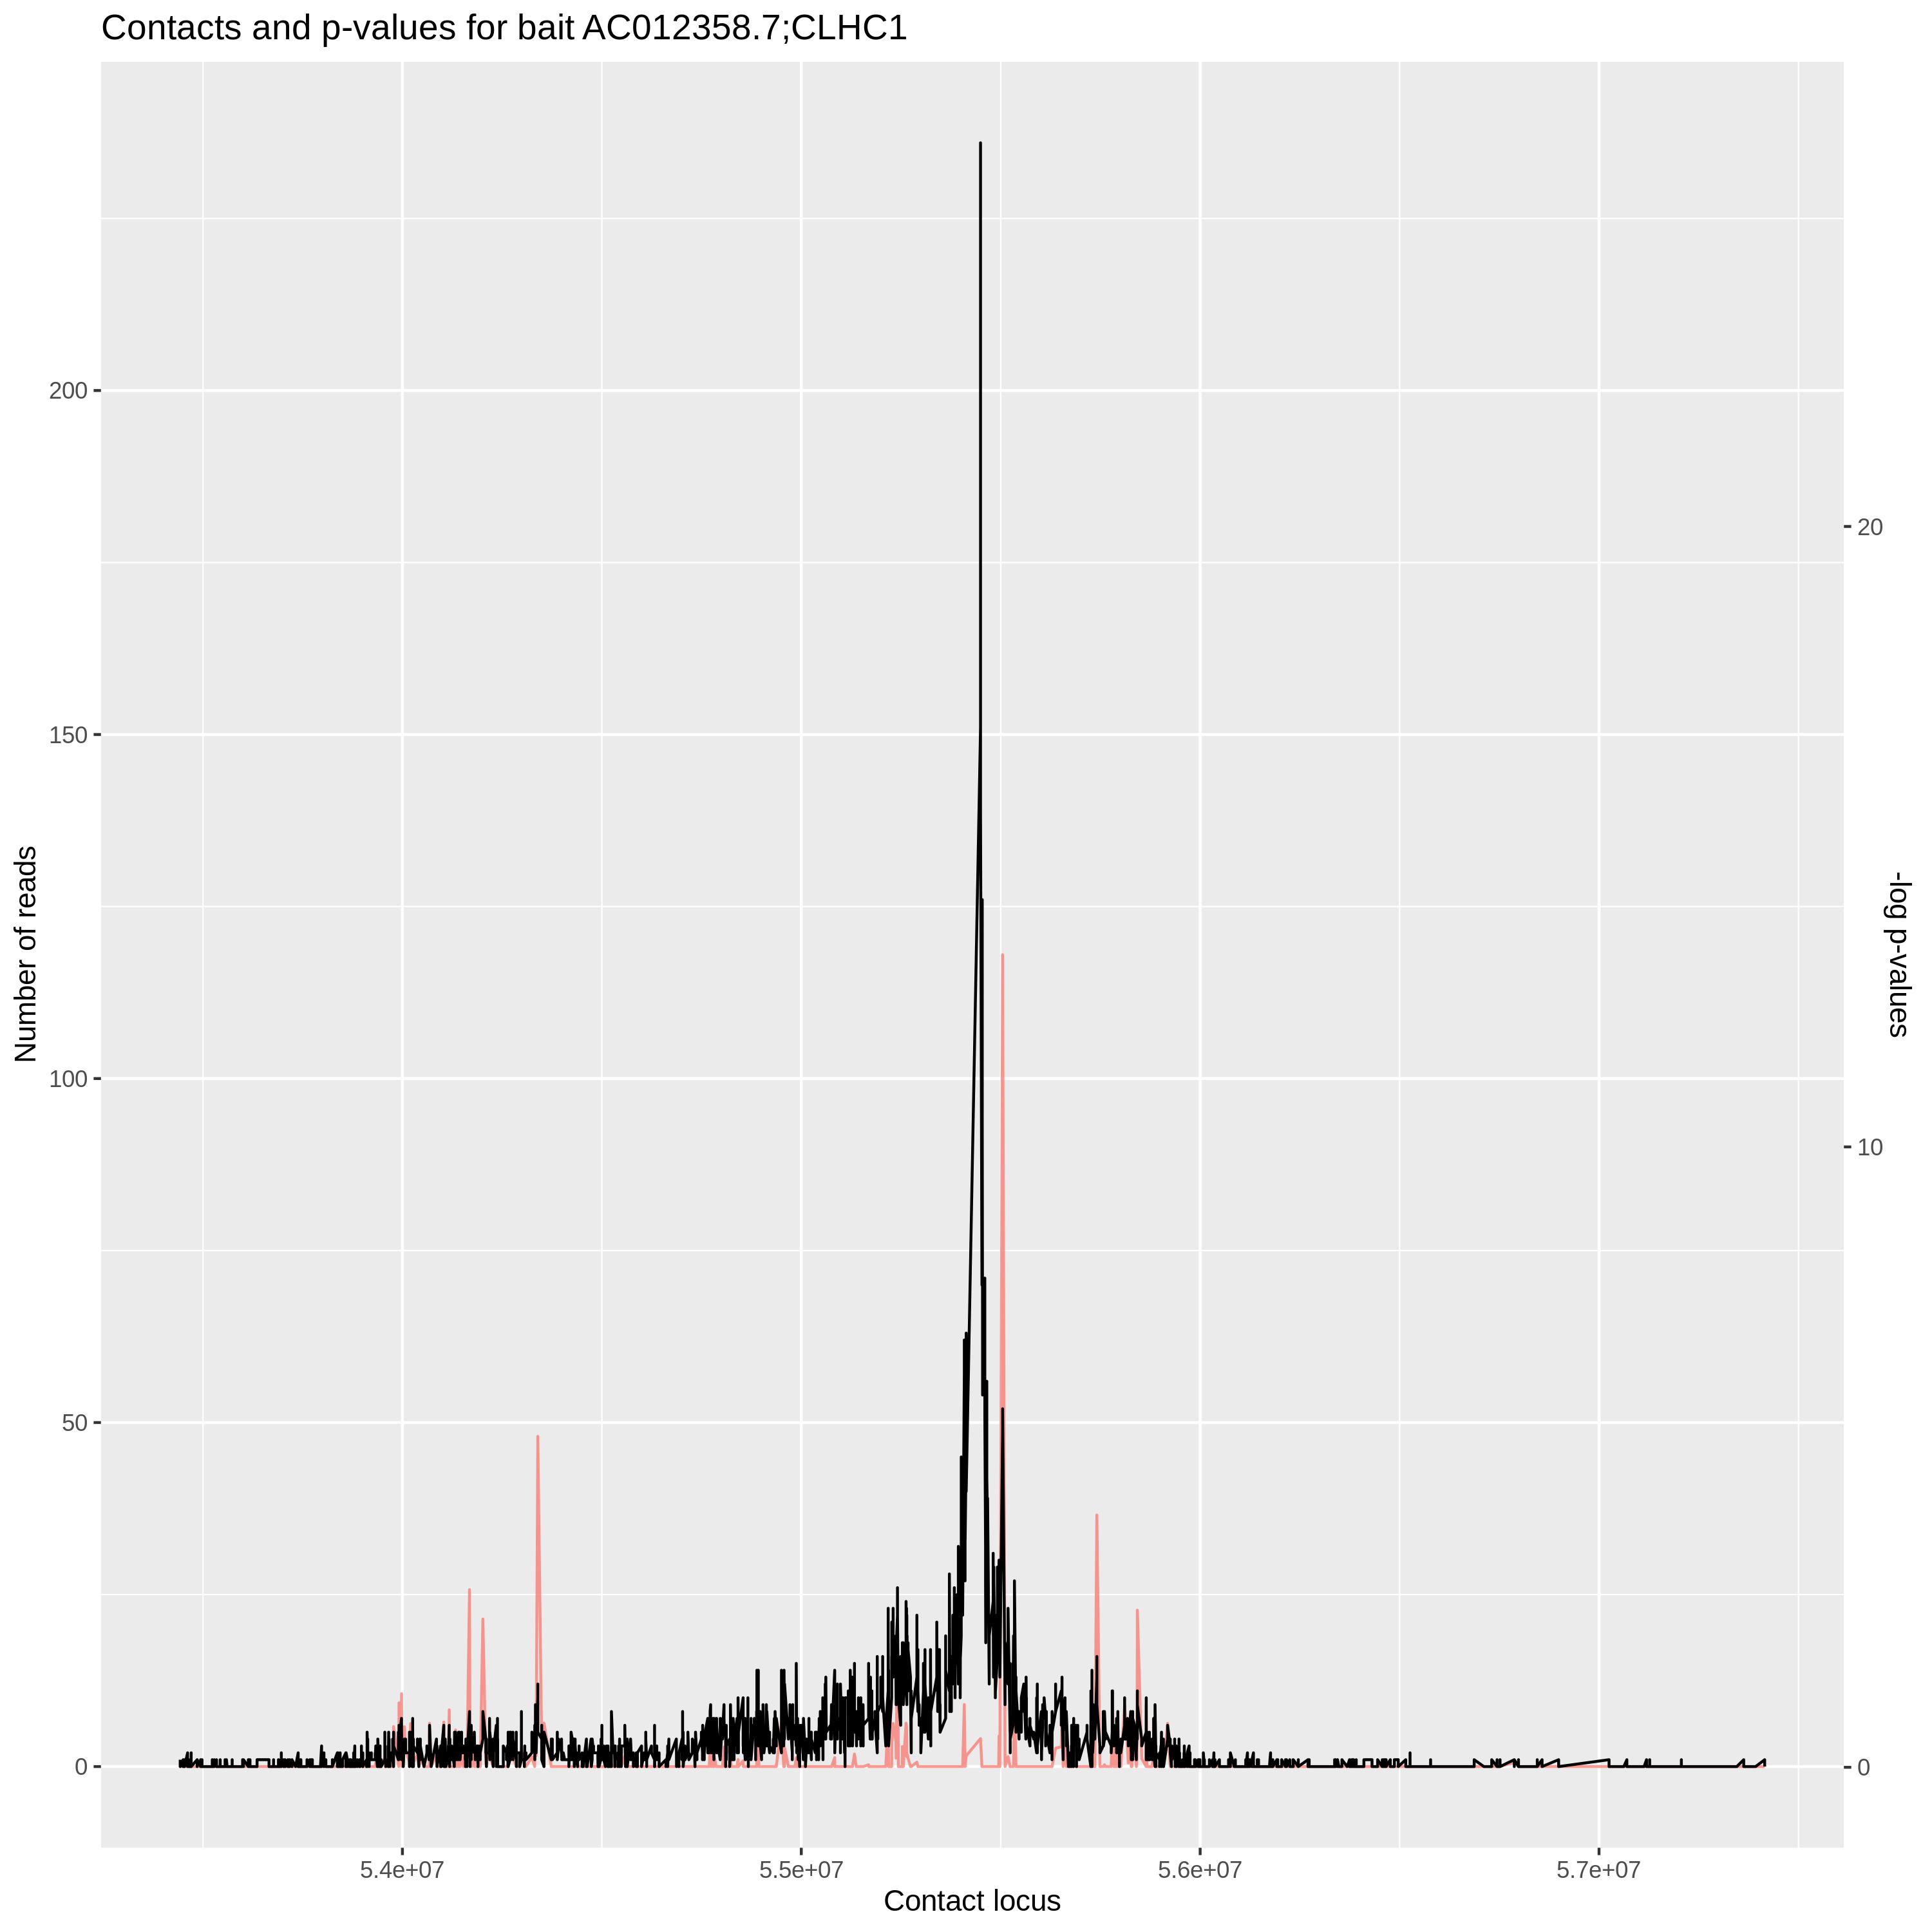 Contacts and p-values for bait AC012358.7;CLHC1
200
150
100
50
0
Number of reads
20
10
0
-log p-values
5.4e+07 5.5e+07 5.6e+07 5.7e+07
Contact locus